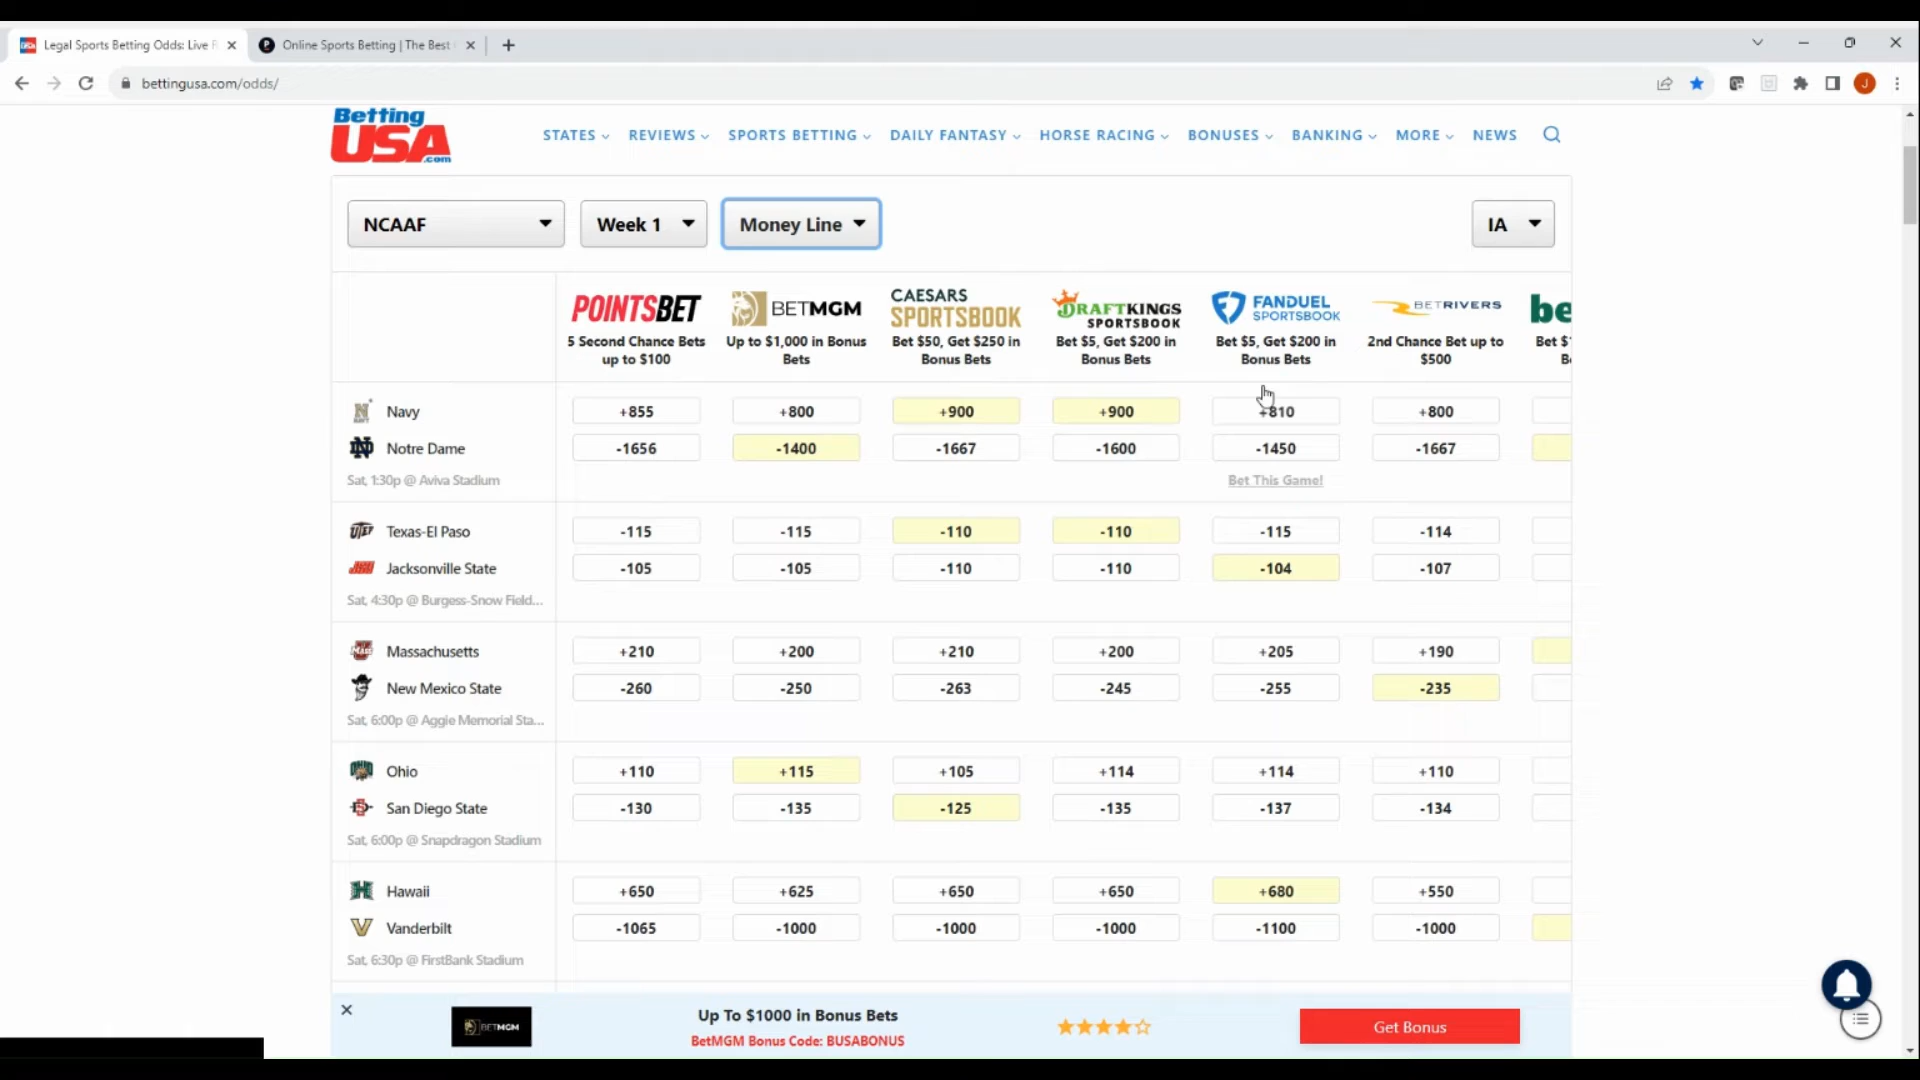 Legal Sports Betting Odds: Live R
Online Sports Betting | The Best
bettingusa.com/odds/
J
Betting
USA
.com
STATES REVIEWS SPORTS BETTING DAILY FANTASY HORSE RACING BONUSES BANKING MORE NEWS
NCAAF Week 1 Money Line IA
POINTSBET BETMGM CAESARS SPORTSBOOK DRAFTKINGS SPORTSBOOK FANDUEL SPORTSBOOK BETRIVERS be
5 Second Chance Bets up to $100
Up to $1,000 in Bonus Bets
Bet $50, Get $250 in Bonus Bets
Bet $5, Get $200 in Bonus Bets
Bet $5, Get $200 in Bonus Bets
2nd Chance Bet up to $500
Navy +855 +800 +900 +900 +810 +800
Notre Dame -1656 -1400 -1667 -1600 -1450 -1667
Sat, 1:30p @ Aviva Stadium Bet This Game!
UTEP Texas-El Paso -115 -115 -110 -110 -115 -114
Jacksonville State -105 -105 -110 -110 -104 -107
Sat, 4:30p @ Burgess-Snow Field...
Massachusetts +210 +200 +210 +200 +205 +190
New Mexico State -260 -250 -263 -245 -255 -235
Sat, 6:00p @ Aggie Memorial Sta...
Ohio +110 +115 +105 +114 +114 +110
San Diego State -130 -135 -125 -135 -137 -134
Sat, 6:00p @ Snapdragon Stadium
Hawaii +650 +625 +650 +650 +680 +550
Vanderbilt -1065 -1000 -1000 -1000 -1100 -1000
Sat, 6:30p @ FirstBank Stadium
BETMGM
Up To $1000 in Bonus Bets
BetMGM Bonus Code: BUSABONUS
Get Bonus